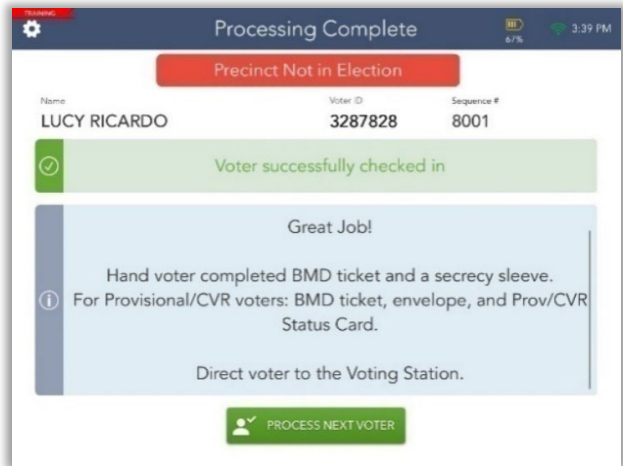 TRAINING
Processing Complete
67%
3:39 PM
Precinct Not in Election
Name
Voter ID
Sequence #
LUCY RICARDO
3287828
8001
Voter successfully checked in
Great Job!
Hand voter completed BMD ticket and a secrecy sleeve.
For Provisional/CVR voters: BMD ticket, envelope, and Prov/CVR
Status Card.
Direct voter to the Voting Station.
PROCESS NEXT VOTER